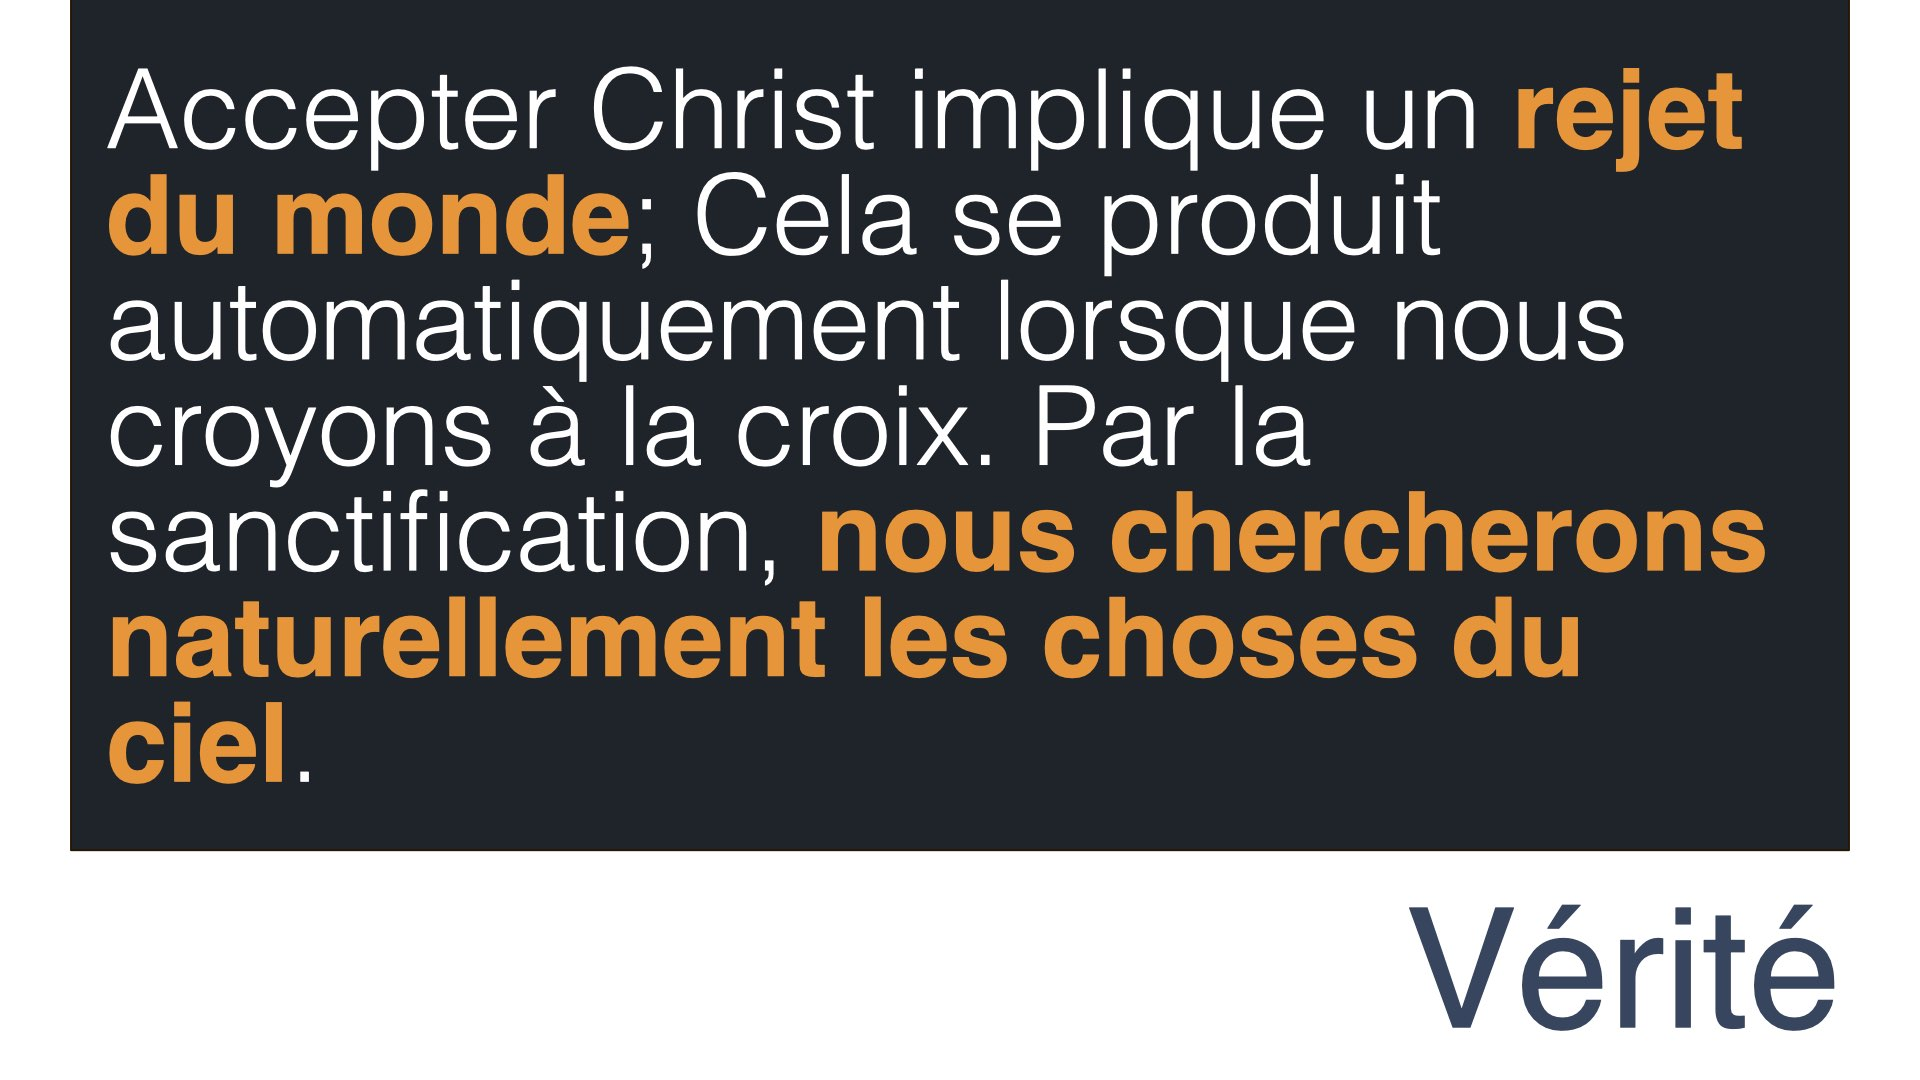 Accepter Christ implique un rejet
du monde; Cela se produit
automatiquement lorsque nous
croyons à la croix. Par la
sanctification, nous chercherons
naturellement les choses du
ciel.
Vérité